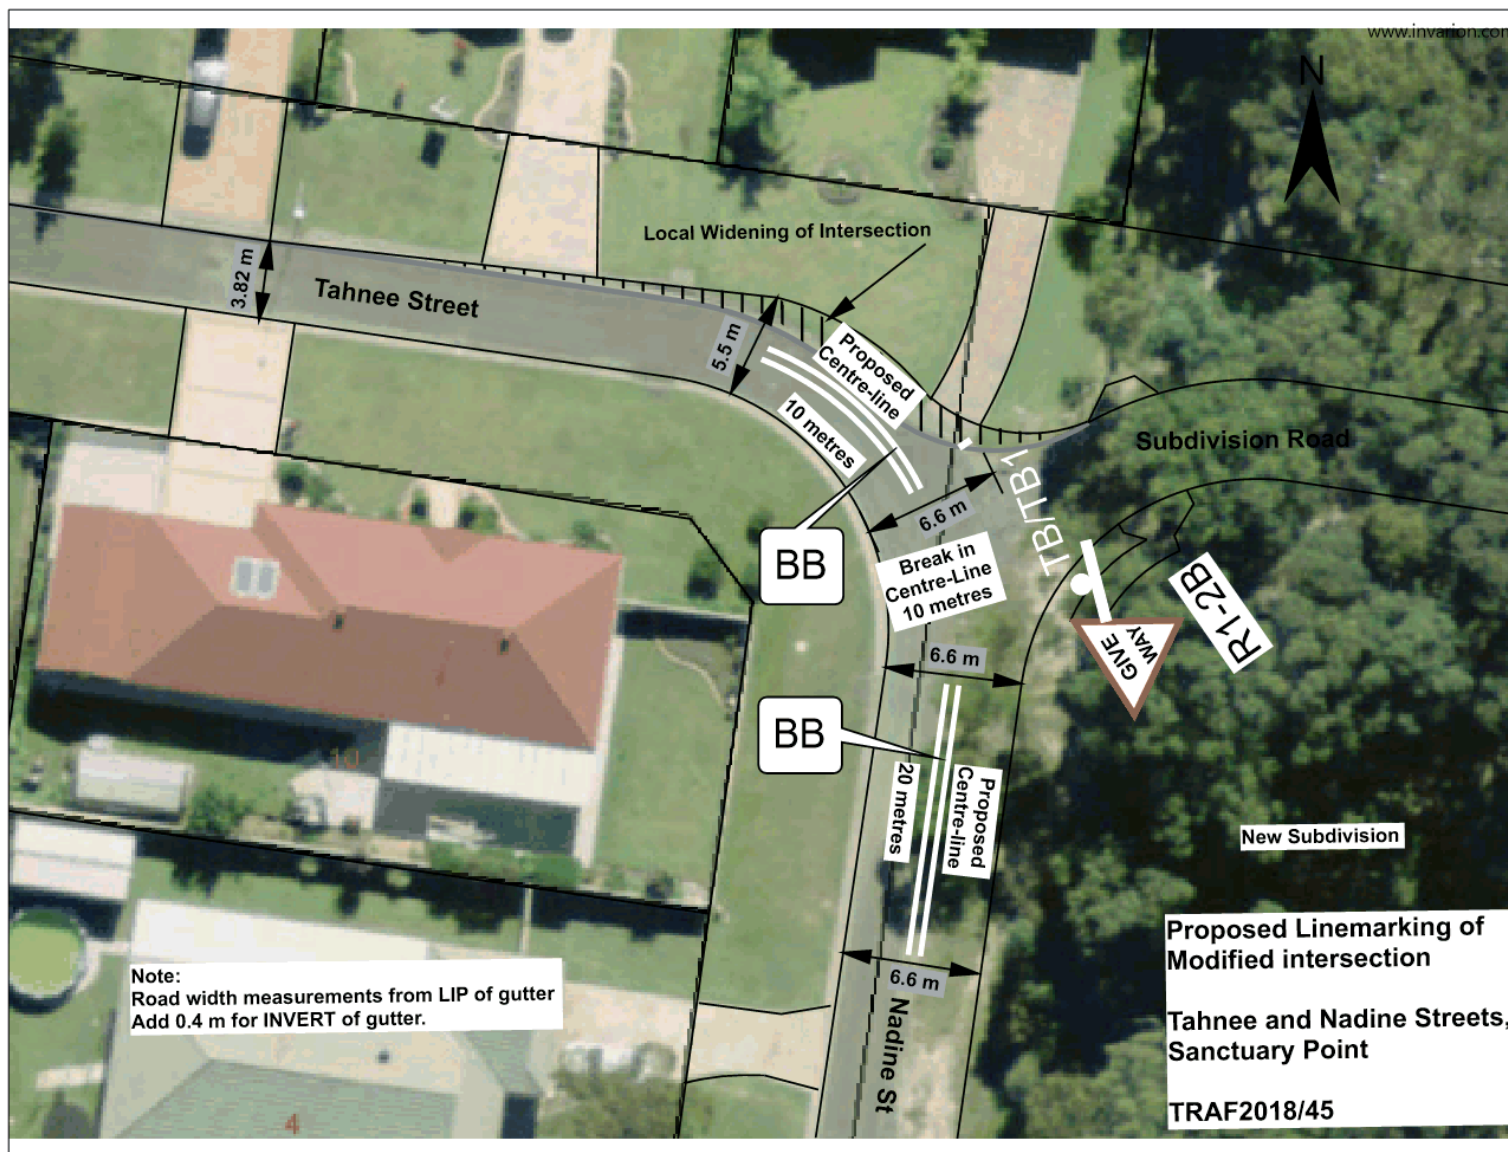 www.invarion.com
N
Local Widening of Intersection
3.82 m
Tahnee Street
5.5 m
Proposed
Centre-line
10 metres
Subdivision Road
TB/TB1
6.6 m
BB
Break in
Centre-Line
10 metres
R1-2B
GIVE
WAY
6.6 m
BB
20 metres
Proposed
Centre-line
10
New Subdivision
Proposed Linemarking of
Modified intersection
Tahnee and Nadine Streets,
Sanctuary Point
TRAF2018/45
Note:
Road width measurements from LIP of gutter
Add 0.4 m for INVERT of gutter.
6.6 m
Nadine St
4